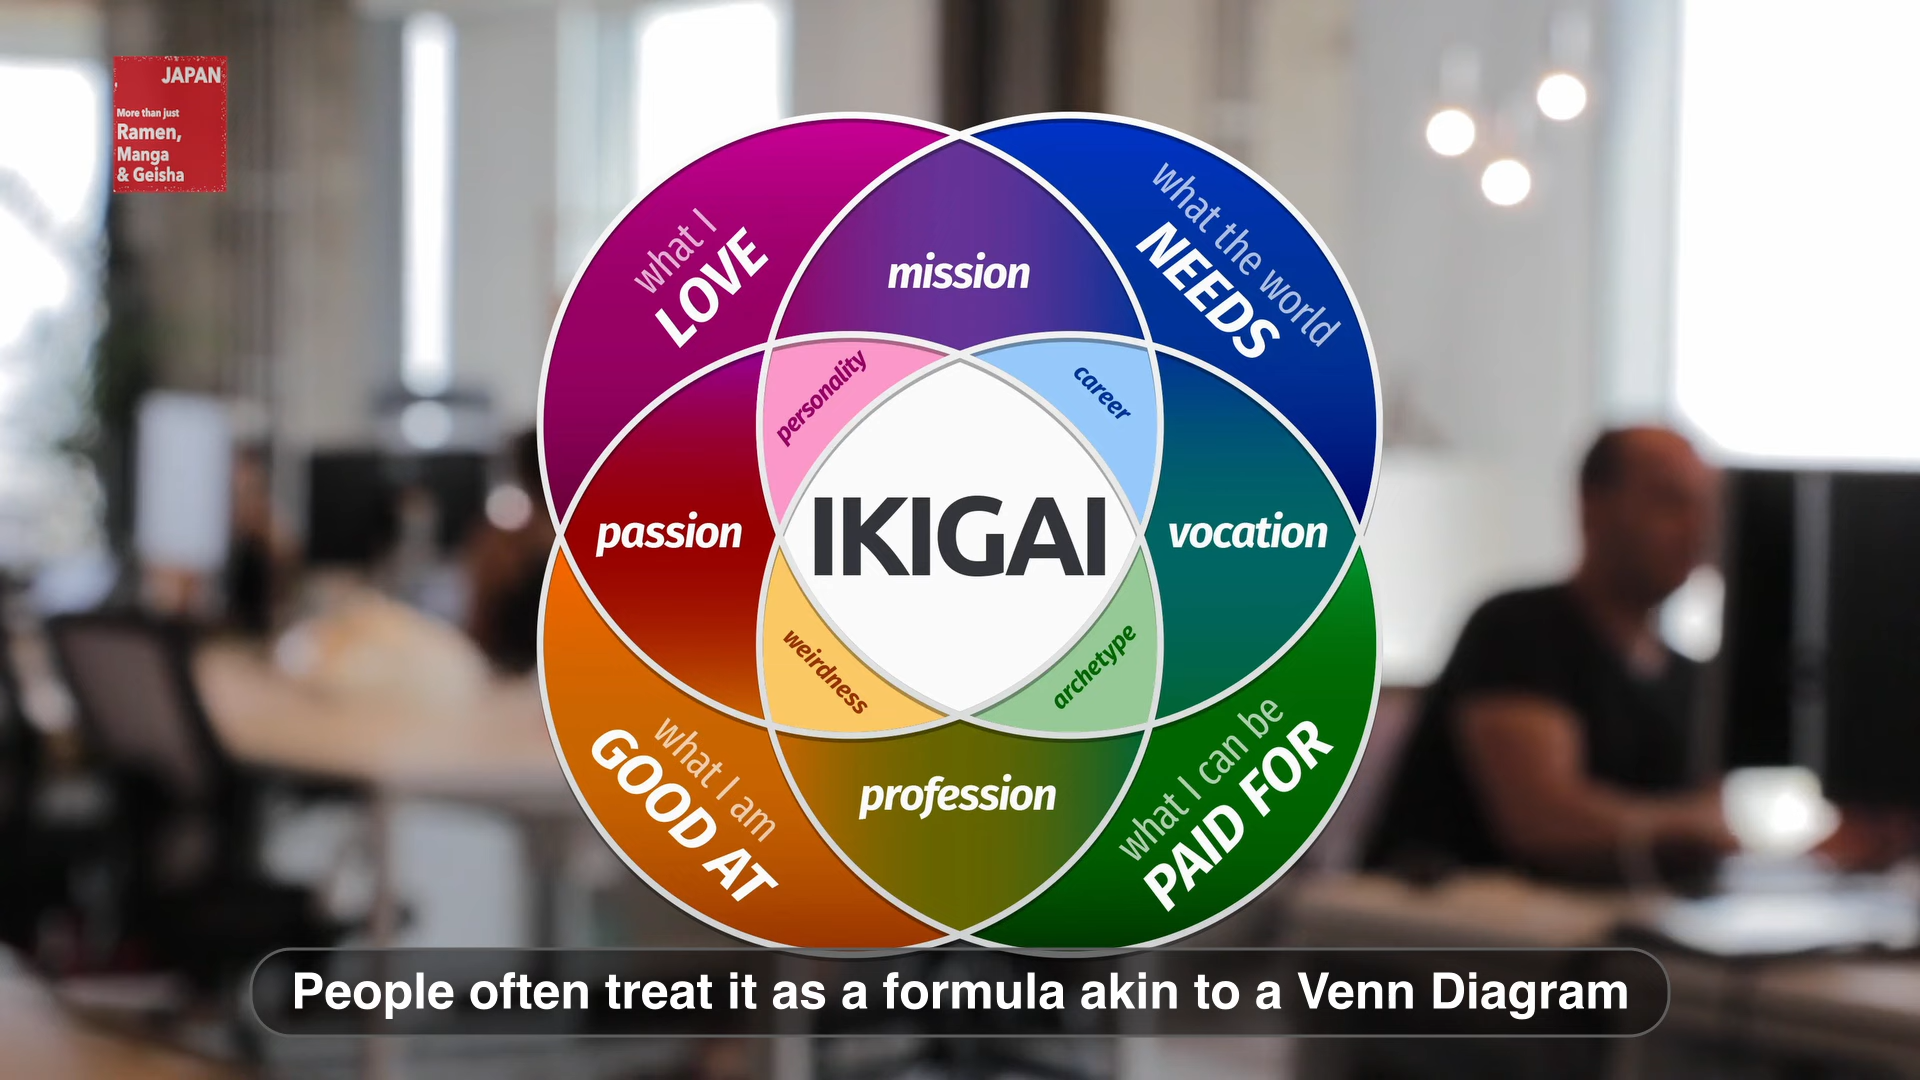 JAPAN
More than just
Ramen,
Manga
& Geisha
what I
LOVE
what the world
NEEDS
mission
personality
career
passion
IKIGAI
vocation
weirdness
archetype
what I am
GOOD AT
profession
what I can be
PAID FOR
People often treat it as a formula akin to a Venn Diagram